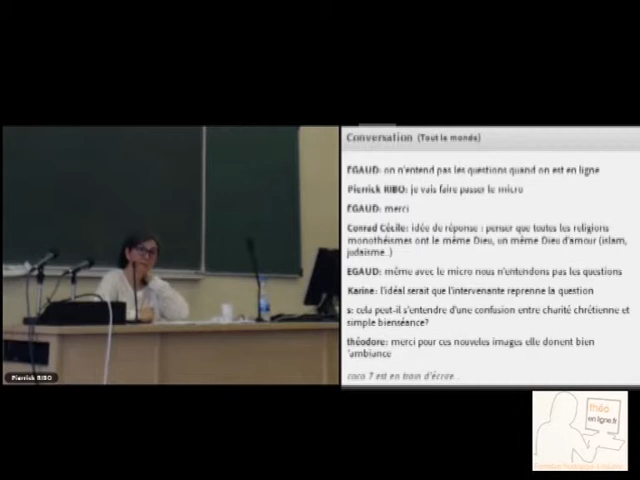 Conversation (Tout le monde)
EGAUD: on n'entend pas les questions quand on est en ligne
Pierrick RIBO: je vais faire passer le micro
EGAUD: merci
Conrad Cécile: idée de réponse : penser que toutes les religions
monothéismes ont le même Dieu, un même Dieu d'amour (islam,
judaïsme..)
EGAUD: même avec le micro nous n'entendons pas les questions
Karine: l'idéal serait que l'intervenante reprenne la question
s: cela peut-il s'entendre d'une confusion entre charité chrétienne et
simple bienséance?
théodore: merci pour ces nouveles images elle donent bien
'ambiance
coco 7 est en train d'écrire...
Pierrick RIBO
théo
en ligne.fr